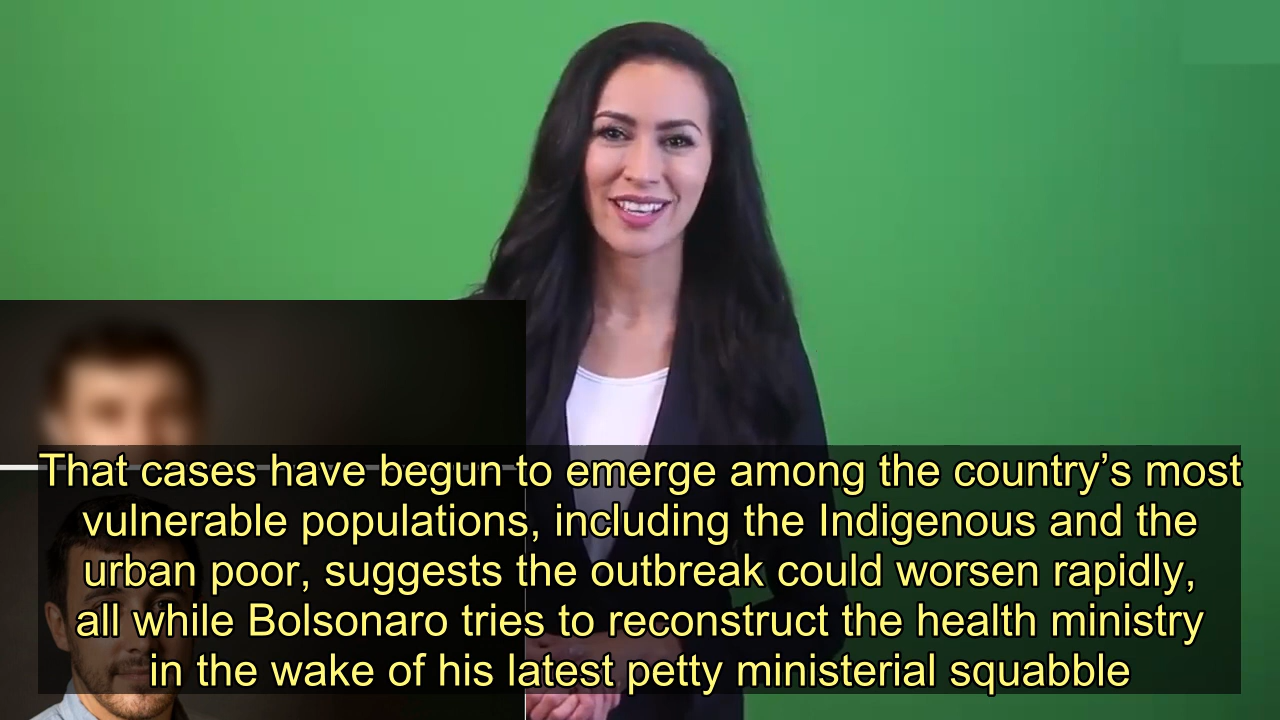 That cases have begun to emerge among the country’s most
vulnerable populations, including the Indigenous and the
urban poor, suggests the outbreak could worsen rapidly,
all while Bolsonaro tries to reconstruct the health ministry
in the wake of his latest petty ministerial squabble